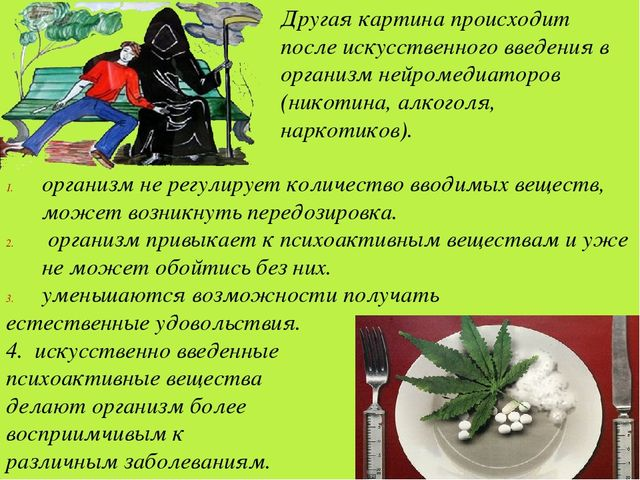 Другая картина происходит
после искусственного введения в
организм нейромедиаторов
(никотина, алкоголя,
наркотиков).
1. организм не регулирует количество вводимых веществ,
может возникнуть передозировка.
2. организм привыкает к психоактивным веществам и уже
не может обойтись без них.
3. уменьшаются возможности получать
естественные удовольствия.
4. искусственно введенные
психоактивные вещества
делают организм более
восприимчивым к
различным заболеваниям.